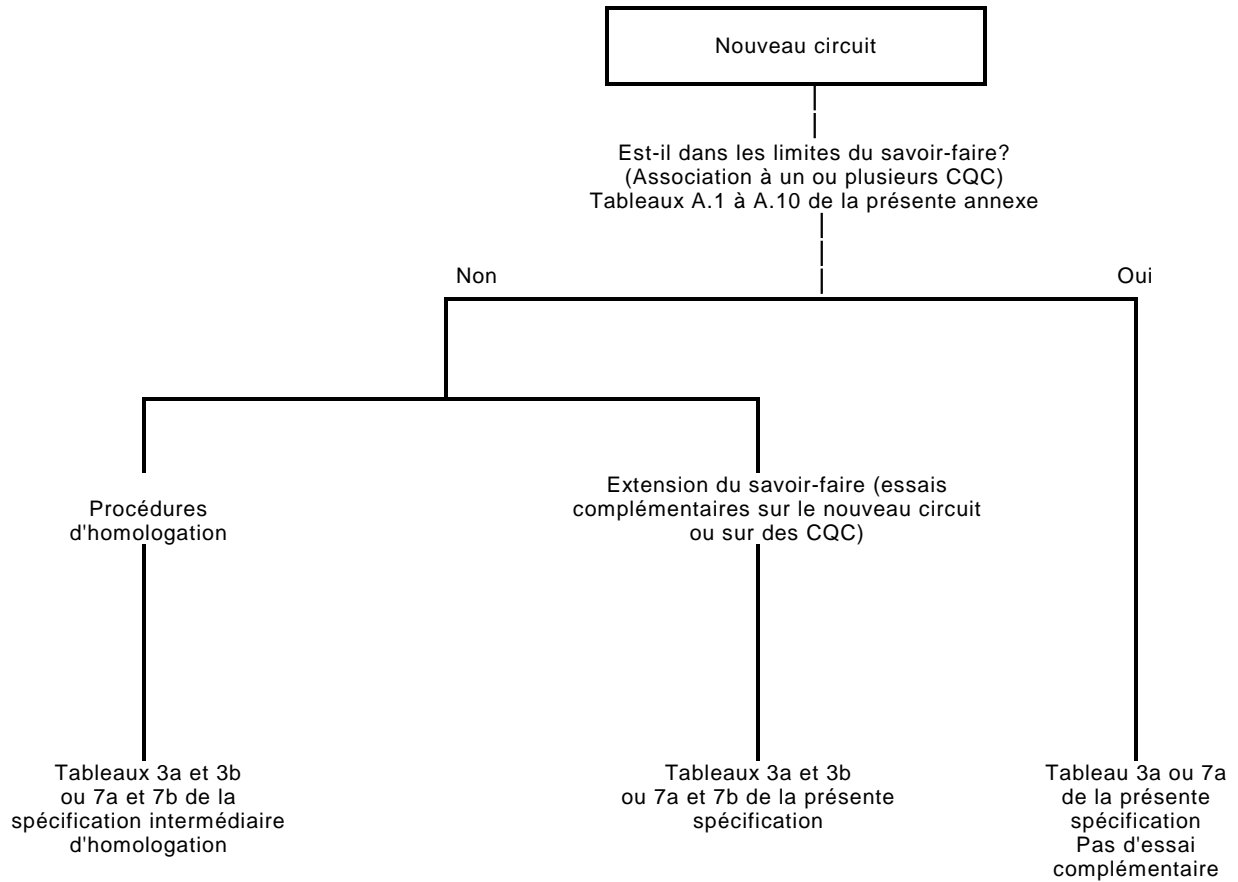 Nouveau circuit
Est-il dans les limites du savoir-faire?
(Association à un ou plusieurs CQC)
Tableaux A.1 à A.10 de la présente annexe
Non
Oui
Procédures
d'homologation
Extension du savoir-faire (essais
complémentaires sur le nouveau circuit
ou sur des CQC)
Tableaux 3a et 3b
ou 7a et 7b de la
spécification intermédiaire
d'homologation
Tableaux 3a et 3b
ou 7a et 7b de la présente
spécification
Tableau 3a ou 7a
de la présente
spécification
Pas d'essai
complémentaire